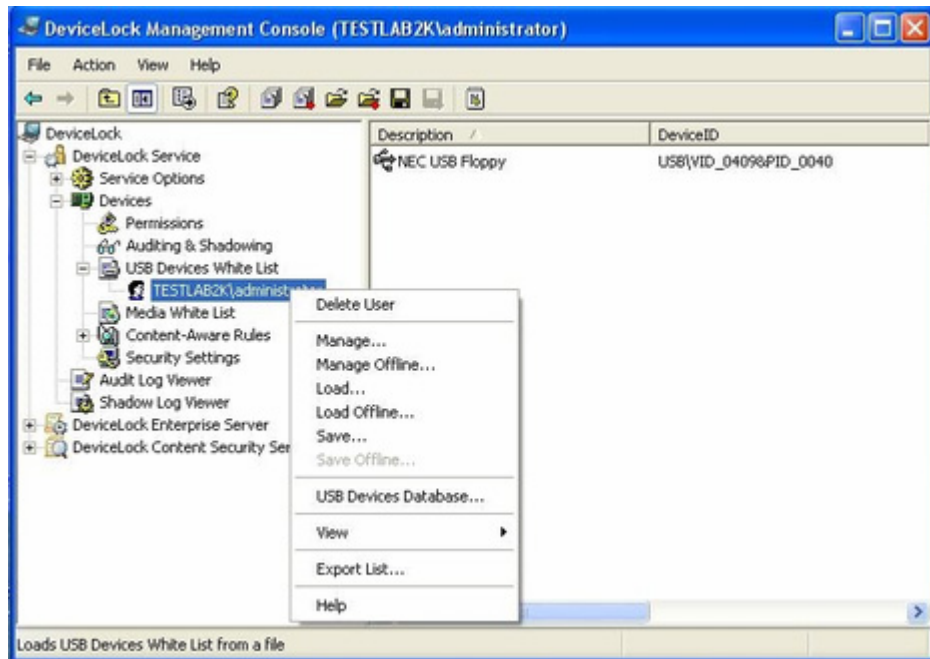 DeviceLock Management Console (TESTLAB2K\administrator)
File Action View Help
DeviceLock
DeviceLock Service
Service Options
Devices
Permissions
Auditing & Shadowing
USB Devices White List
TESTLAB2K\administrator
Media White List
Content-Aware Rules
Security Settings
Audit Log Viewer
Shadow Log Viewer
DeviceLock Enterprise Server
DeviceLock Content Security Ser
Description DeviceID
NEC USB Floppy USB\VID_0409&PID_0040
Delete User
Manage...
Manage Offline...
Load...
Load Offline...
Save...
Save Offline...
USB Devices Database...
View
Export List...
Help
Loads USB Devices White List from a file